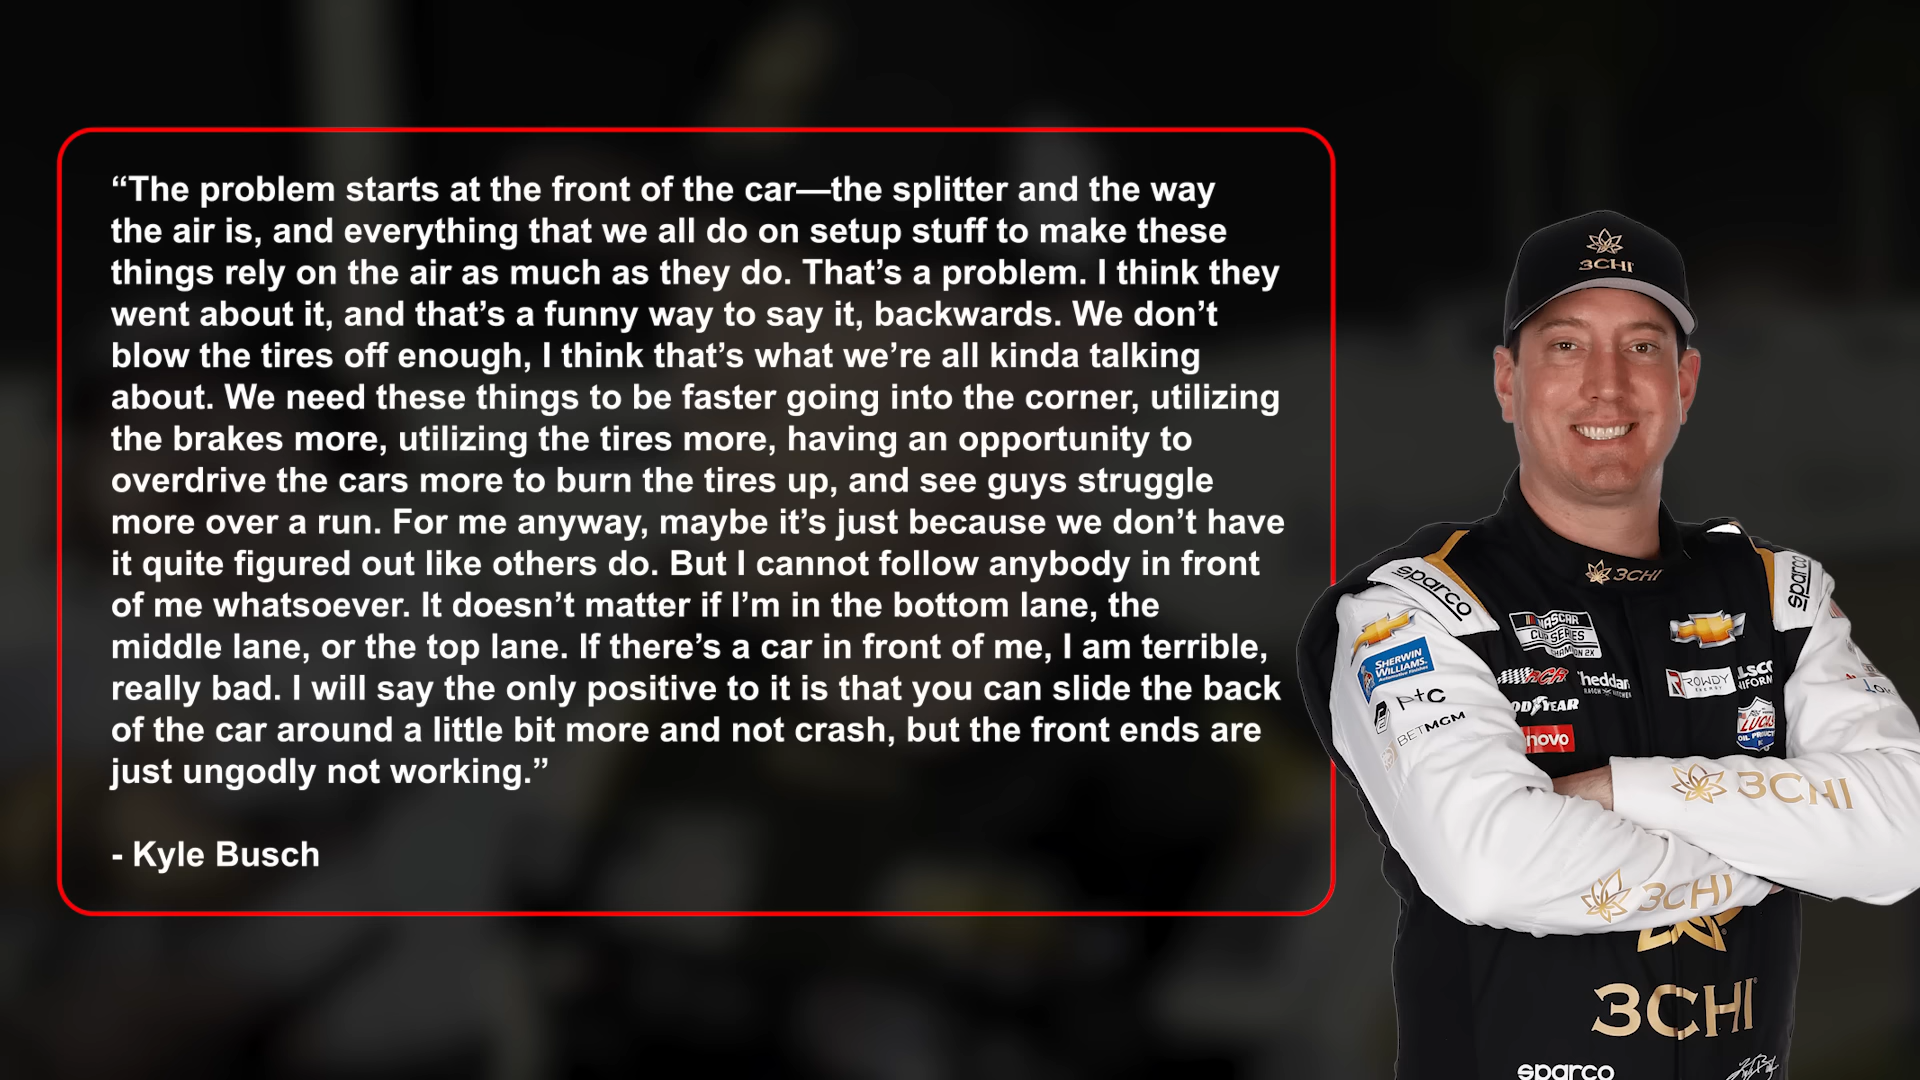 “The problem starts at the front of the car—the splitter and the way
the air is, and everything that we all do on setup stuff to make these
things rely on the air as much as they do. That’s a problem. I think they
went about it, and that’s a funny way to say it, backwards. We don’t
blow the tires off enough, I think that’s what we’re all kinda talking
about. We need these things to be faster going into the corner, utilizing
the brakes more, utilizing the tires more, having an opportunity to
overdrive the cars more to burn the tires up, and see guys struggle
more over a run. For me anyway, maybe it’s just because we don’t have
it quite figured out like others do. But I cannot follow anybody in front
of me whatsoever. It doesn’t matter if I’m in the bottom lane, the
middle lane, or the top lane. If there’s a car in front of me, I am terrible,
really bad. I will say the only positive to it is that you can slide the back
of the car around a little bit more and not crash, but the front ends are
just ungodly not working.”
- Kyle Busch
3CHI
3CHI
sparco
sparco
NASCAR
CUP SERIES
SHERWIN
WILLIAMS.
RCR
ROWDY
ENERGY
BETMGM
LUCAS
3CHI
3CHI
3CHI
sparco